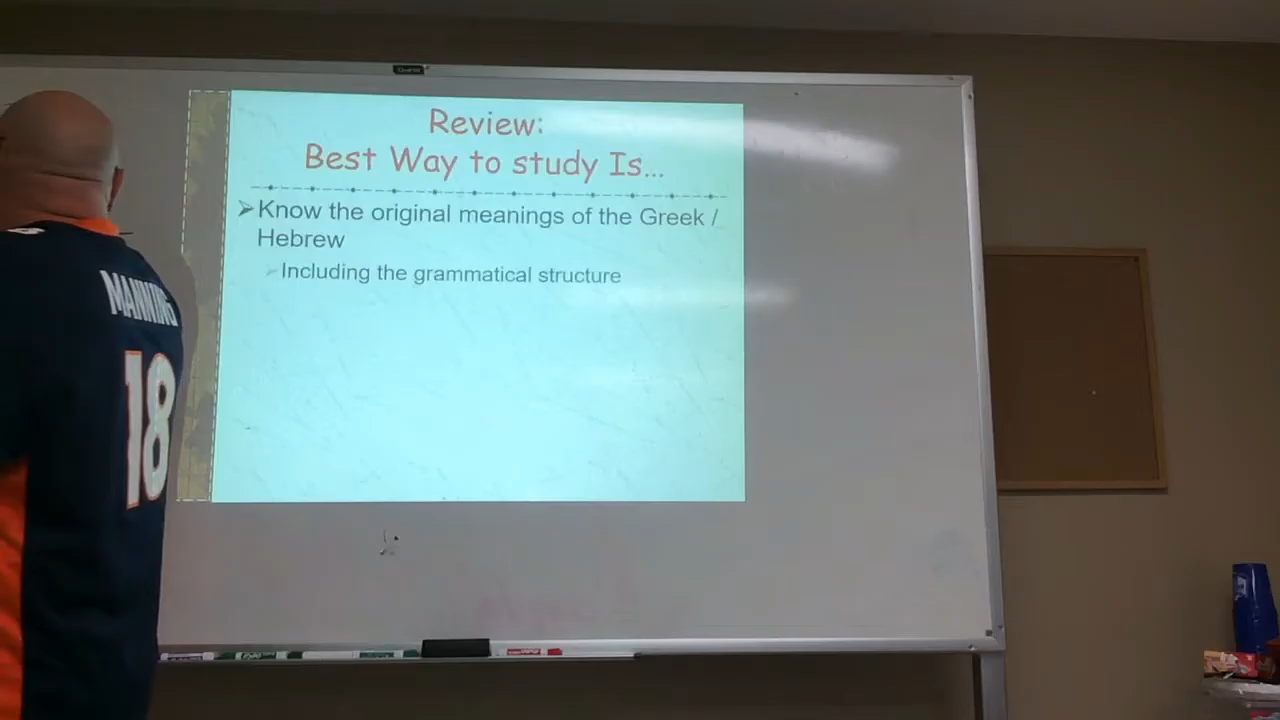 Review:
Best Way to study Is...
Know the original meanings of the Greek /
Hebrew
Including the grammatical structure
MANNING
18